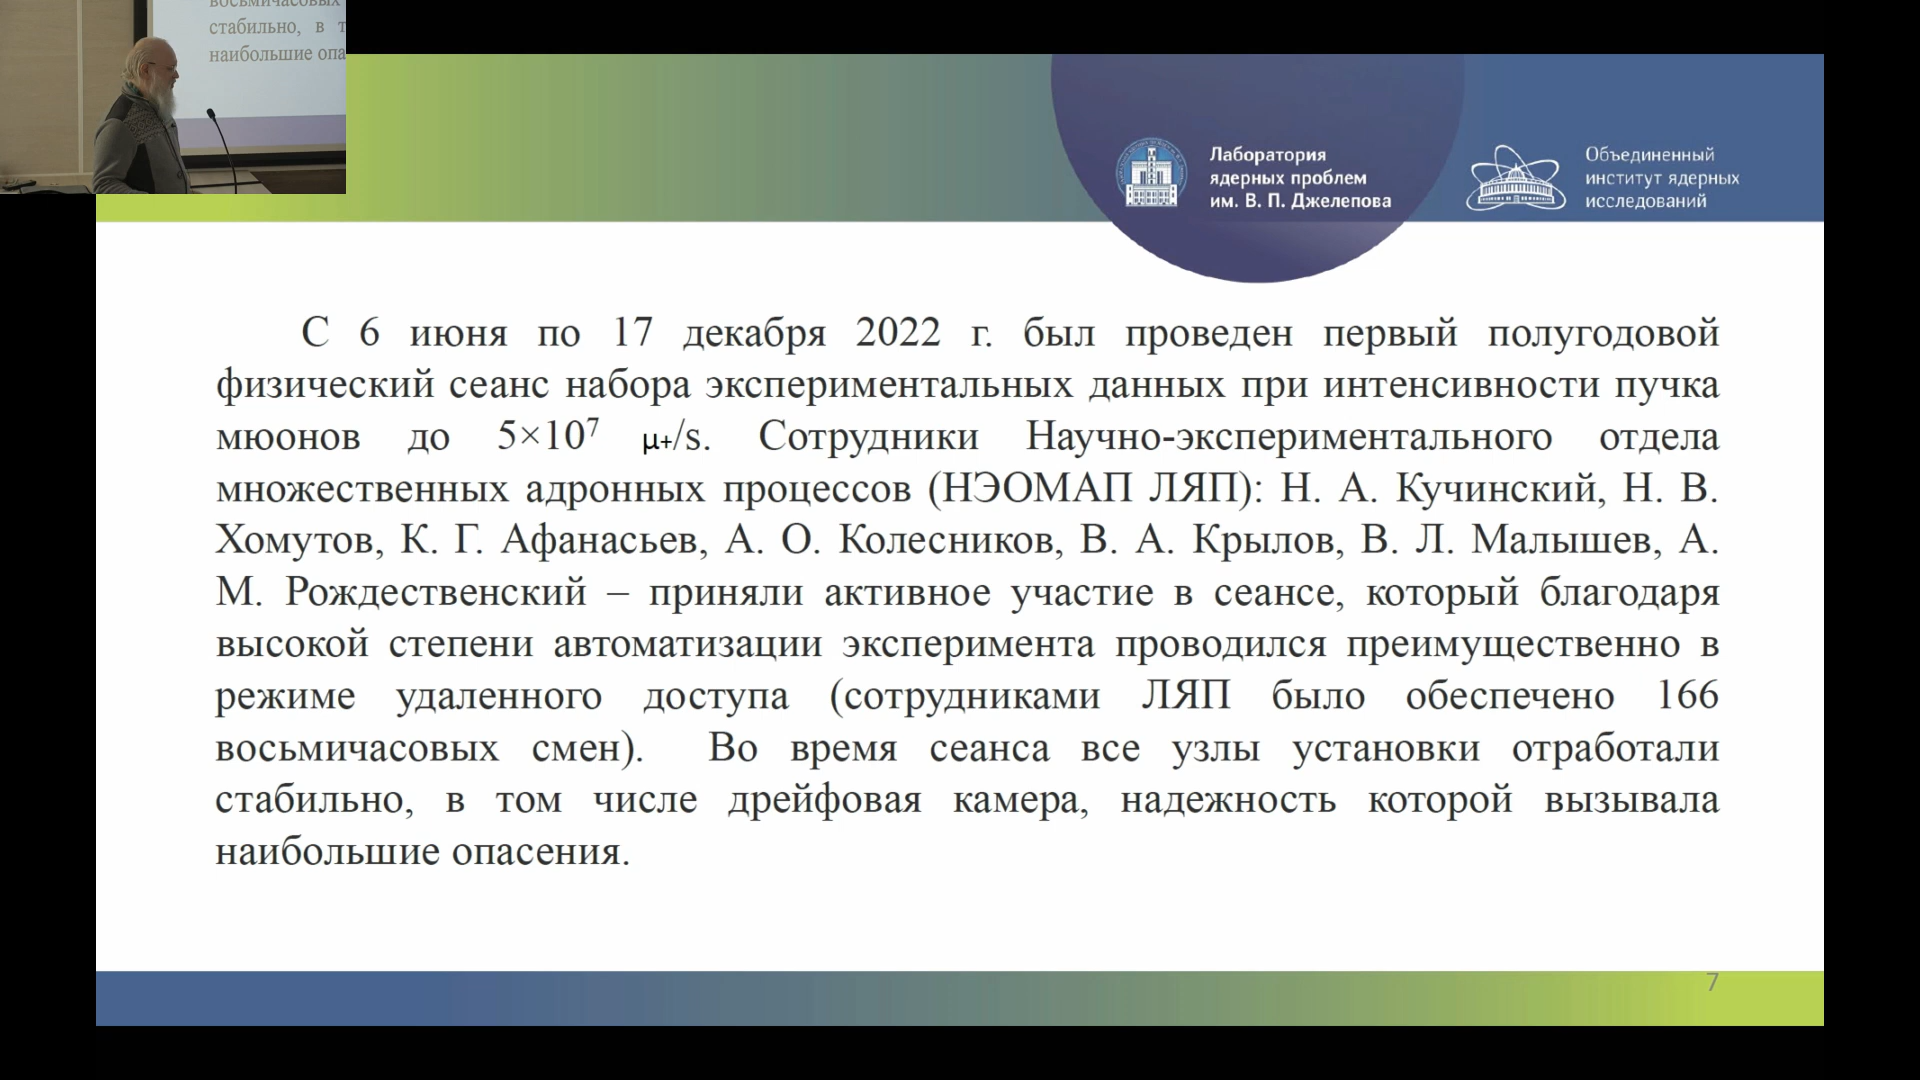 восьмичасовых
стабильно, в т
наибольшие опа
Лаборатория
ядерных проблем
им. В. П. Джелепова
Объединенный
институт ядерных
исследований
С 6 июня по 17 декабря 2022 г. был проведен первый полугодовой
физический сеанс набора экспериментальных данных при интенсивности пучка
мюонов до 5×10⁷ μ+/s. Сотрудники Научно-экспериментального отдела
множественных адронных процессов (НЭОМАП ЛЯП): Н. А. Кучинский, Н. В.
Хомутов, К. Г. Афанасьев, А. О. Колесников, В. А. Крылов, В. Л. Малышев, А.
М. Рождественский – приняли активное участие в сеансе, который благодаря
высокой степени автоматизации эксперимента проводился преимущественно в
режиме удаленного доступа (сотрудниками ЛЯП было обеспечено 166
восьмичасовых смен). Во время сеанса все узлы установки отработали
стабильно, в том числе дрейфовая камера, надежность которой вызывала
наибольшие опасения.
7